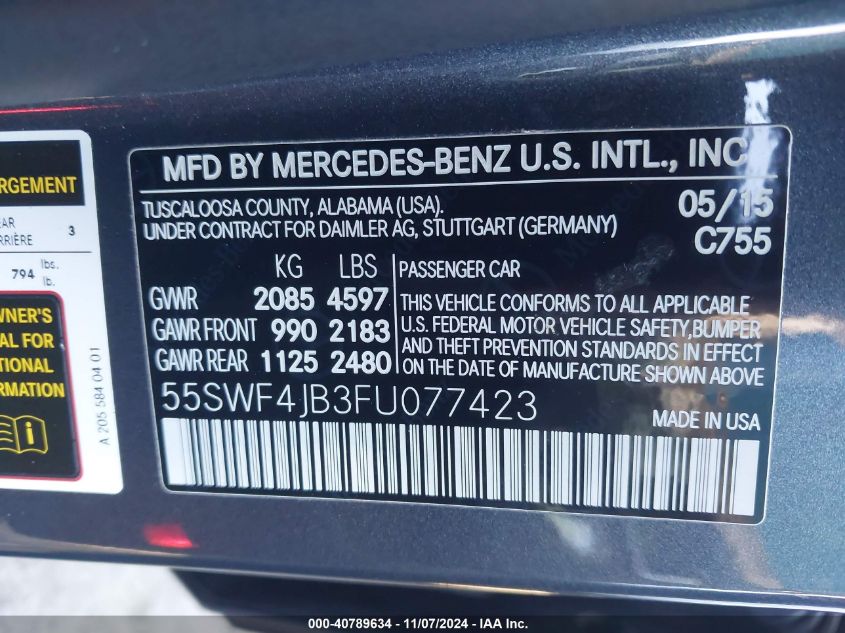 RGEMENT
3
RRIÈRE
794 lbs.
lb.
WNER'S
AL FOR
TIONAL
RMATION
A 205 584 04 01
MFD BY MERCEDES-BENZ U.S. INTL., INC
TUSCALOOSA COUNTY, ALABAMA (USA). 05/15
UNDER CONTRACT FOR DAIMLER AG, STUTTGART (GERMANY) C755
KG LBS
GVWR 2085 4597
GAWR FRONT 990 2183
GAWR REAR 1125 2480
PASSENGER CAR
THIS VEHICLE CONFORMS TO ALL APPLICABLE
U.S. FEDERAL MOTOR VEHICLE SAFETY,BUMPER
AND THEFT PREVENTION STANDARDS IN EFFECT
ON THE DATE OF MANUFACTURE SHOWN ABOVE.
55SWF4JB3FU077423
MADE IN USA
000-40789634 - 11/07/2024 - IAA Inc.